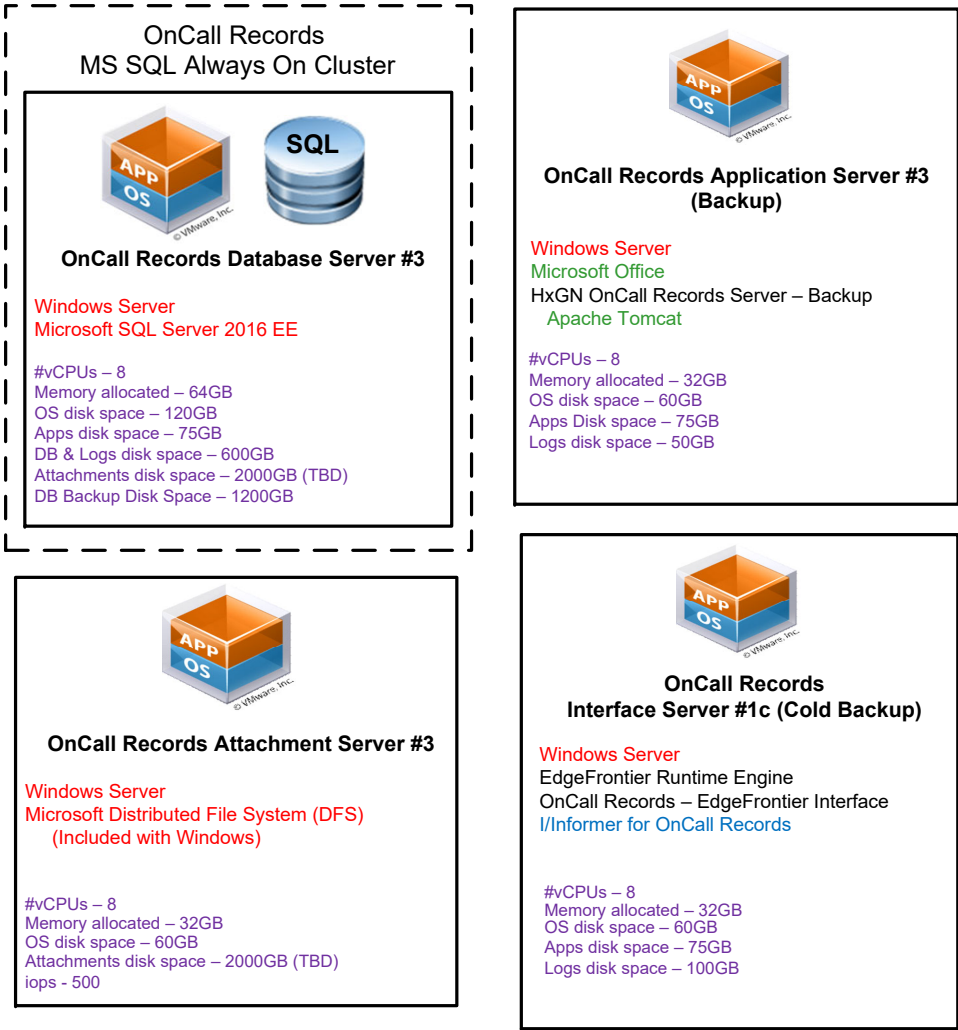 OnCall Records
MS SQL Always On Cluster
APP
OS
© VMware, Inc.
SQL
OnCall Records Database Server #3
Windows Server
Microsoft SQL Server 2016 EE
#vCPUs – 8
Memory allocated – 64GB
OS disk space – 120GB
Apps disk space – 75GB
DB & Logs disk space – 600GB
Attachments disk space – 2000GB (TBD)
DB Backup Disk Space – 1200GB
APP
OS
© VMware, Inc.
OnCall Records Application Server #3
(Backup)
Windows Server
Microsoft Office
HxGN OnCall Records Server – Backup
Apache Tomcat
#vCPUs – 8
Memory allocated – 32GB
OS disk space – 60GB
Apps Disk space – 75GB
Logs disk space – 50GB
APP
OS
© VMware, Inc.
OnCall Records Attachment Server #3
Windows Server
Microsoft Distributed File System (DFS)
(Included with Windows)
#vCPUs – 8
Memory allocated – 32GB
OS disk space – 60GB
Attachments disk space – 2000GB (TBD)
iops - 500
APP
OS
© VMware, Inc.
OnCall Records
Interface Server #1c (Cold Backup)
Windows Server
EdgeFrontier Runtime Engine
OnCall Records – EdgeFrontier Interface
I/Informer for OnCall Records
#vCPUs – 8
Memory allocated – 32GB
OS disk space – 60GB
Apps disk space – 75GB
Logs disk space – 100GB